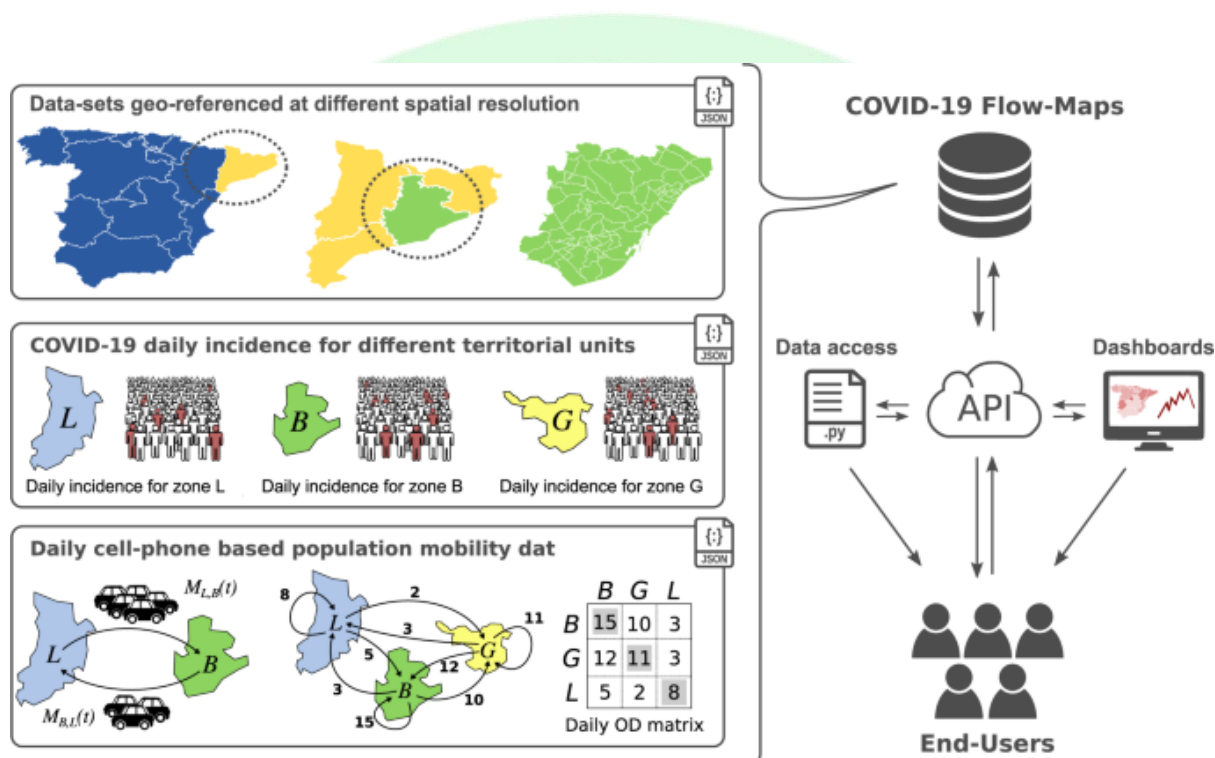 Data-sets geo-referenced at different spatial resolution
{:}
JSON
COVID-19 daily incidence for different territorial units
{:}
JSON
L
B
G
Daily incidence for zone L
Daily incidence for zone B
Daily incidence for zone G
Daily cell-phone based population mobility dat
{:}
JSON
M_{L,B}(t)
L
B
M_{B,L}(t)
8
2
11
L
3
G
5
12
3
B
10
15
B G L
B 15 10 3
G 12 11 3
L 5 2 8
Daily OD matrix
COVID-19 Flow-Maps
Data access
Dashboards
.py
API
End-Users